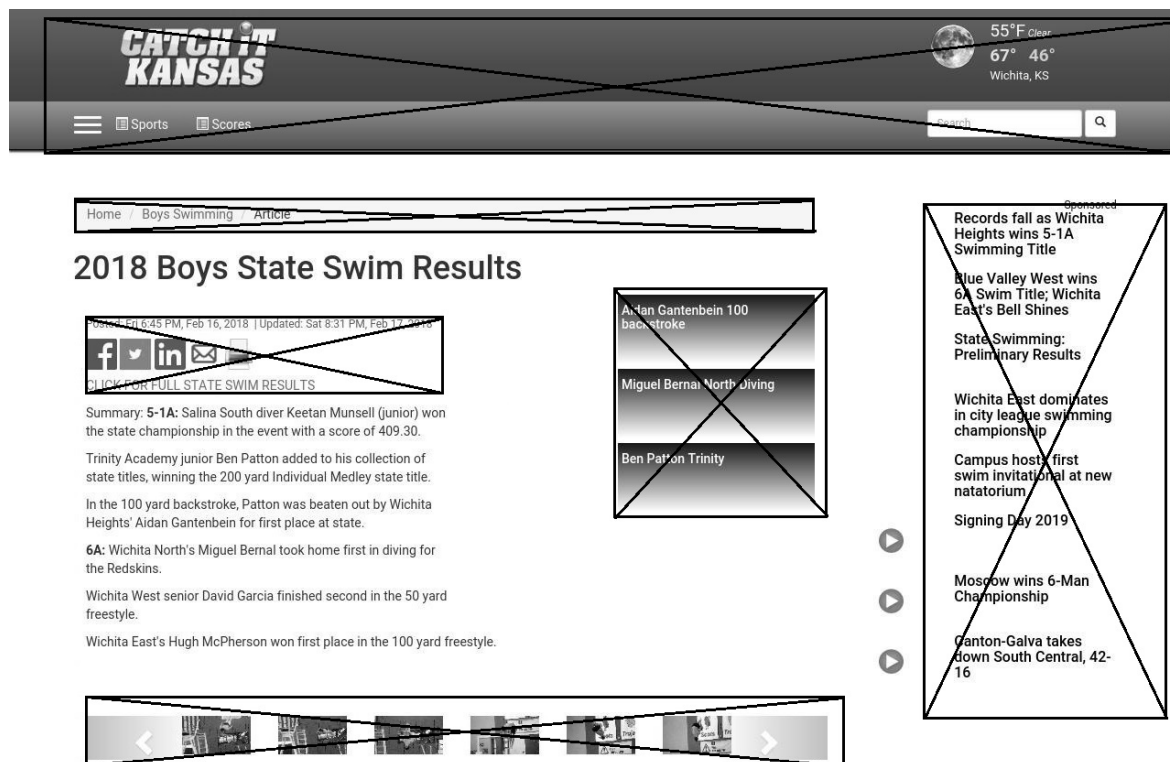 CATCH iT
KANSAS
55°F Clear
67° 46°
Wichita, KS
Sports
Scores
Search
Home / Boys Swimming / Article
2018 Boys State Swim Results
Posted: Fri 6:45 PM, Feb 16, 2018 | Updated: Sat 8:31 PM, Feb 17, 2018
CLICK FOR FULL STATE SWIM RESULTS
Summary: 5-1A: Salina South diver Keetan Munsell (junior) won
the state championship in the event with a score of 409.30.
Trinity Academy junior Ben Patton added to his collection of
state titles, winning the 200 yard Individual Medley state title.
In the 100 yard backstroke, Patton was beaten out by Wichita
Heights' Aidan Gantenbein for first place at state.
6A: Wichita North's Miguel Bernal took home first in diving for
the Redskins.
Wichita West senior David Garcia finished second in the 50 yard
freestyle.
Wichita East's Hugh McPherson won first place in the 100 yard freestyle.
Aidan Gantenbein 100
backstroke
Miguel Bernal North Diving
Ben Patton Trinity
Sponsored
Records fall as Wichita
Heights wins 5-1A
Swimming Title
Blue Valley West wins
6A Swim Title; Wichita
East's Bell Shines
State Swimming:
Preliminary Results
Wichita East dominates
in city league swimming
championship
Campus hosts first
swim invitational at new
natatorium
Signing Day 2019
Moscow wins 6-Man
Championship
Canton-Galva takes
down South Central, 42-
16